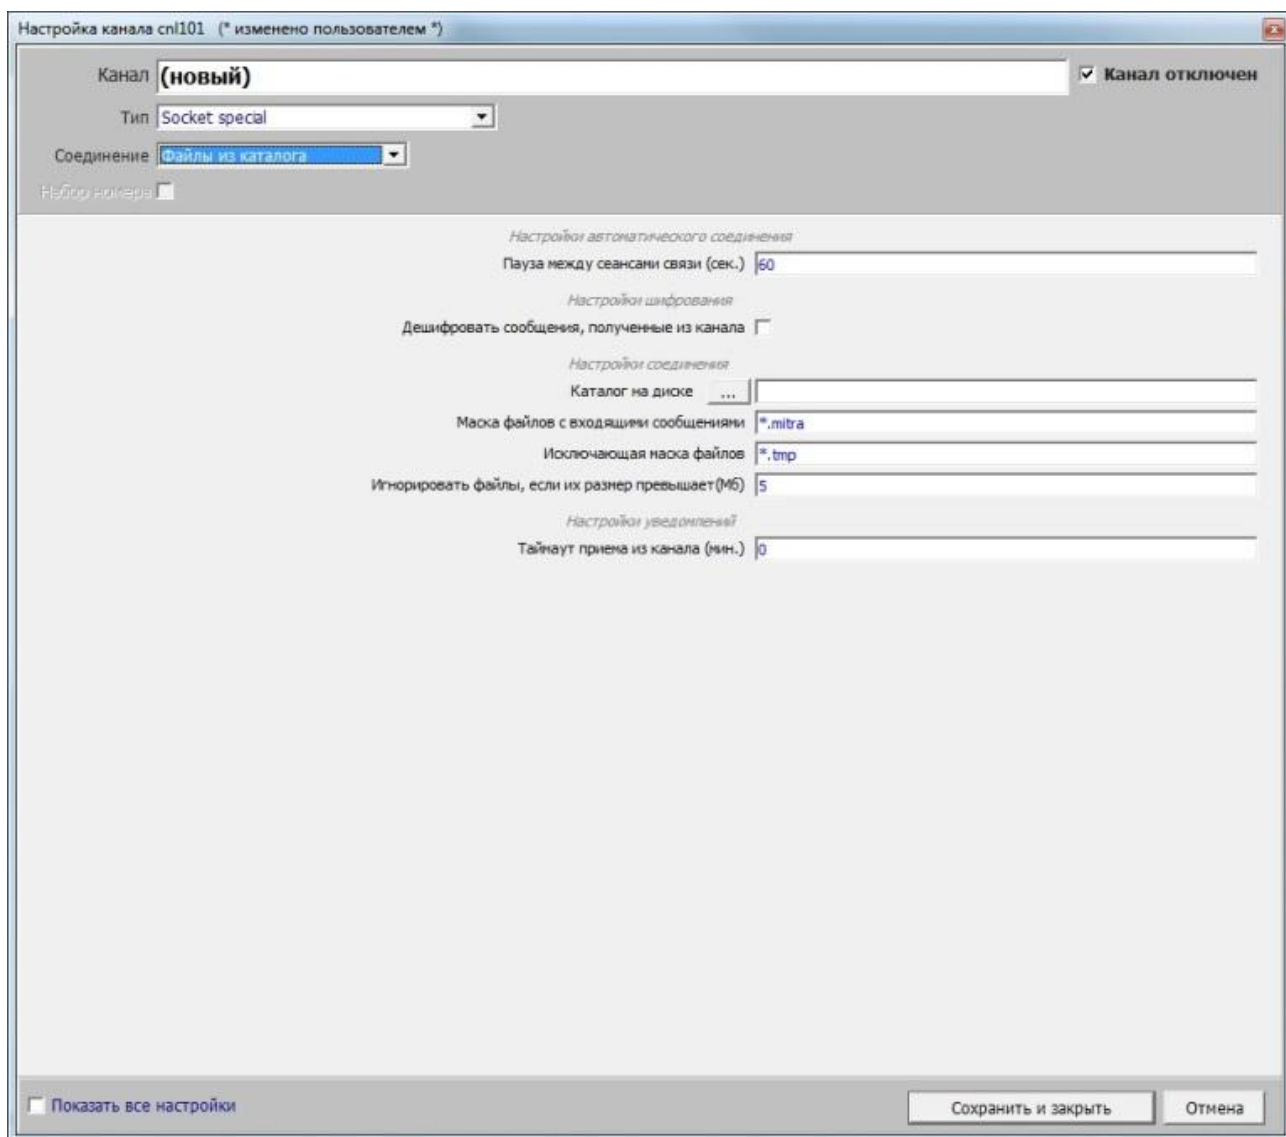 Настройка канала cnl101 (* изменено пользователем *)
Канал (новый) Канал отключен
Тип Socket special
Соединение Файлы из каталога
Набор номера
Настройки автоматического соединения
Пауза между сеансами связи (сек.) 60
Настройки шифрования
Дешифровать сообщения, полученные из канала
Настройки соединения
Каталог на диске ...
Маска файлов с входящими сообщениями *.mitra
Исключающая маска файлов *.tmp
Игнорировать файлы, если их размер превышает(Мб) 5
Настройки уведомлений
Таймаут приема из канала (мин.) 0
Показать все настройки Сохранить и закрыть Отмена